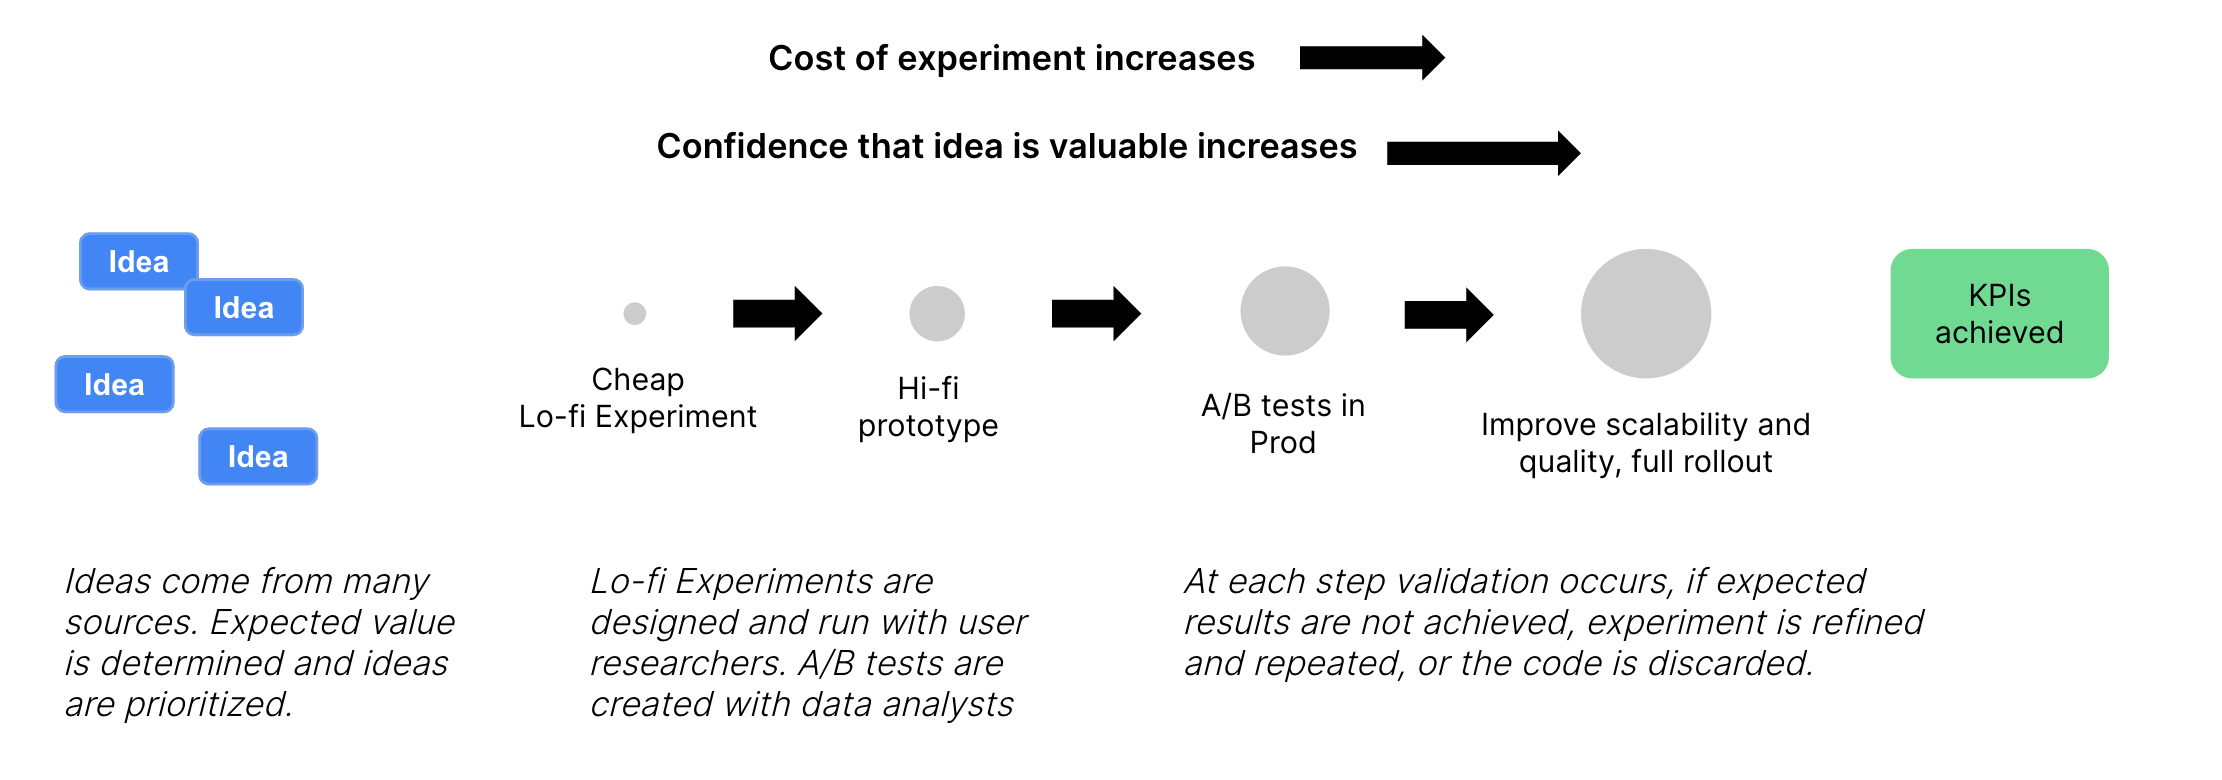 Cost of experiment increases
Confidence that idea is valuable increases
Idea
Idea
Idea
Idea
Cheap
Lo-fi Experiment
Hi-fi
prototype
A/B tests in
Prod
Improve scalability and
quality, full rollout
KPIs
achieved
Ideas come from many
sources. Expected value
is determined and ideas
are prioritized.
Lo-fi Experiments are
designed and run with user
researchers. A/B tests are
created with data analysts
At each step validation occurs, if expected
results are not achieved, experiment is refined
and repeated, or the code is discarded.